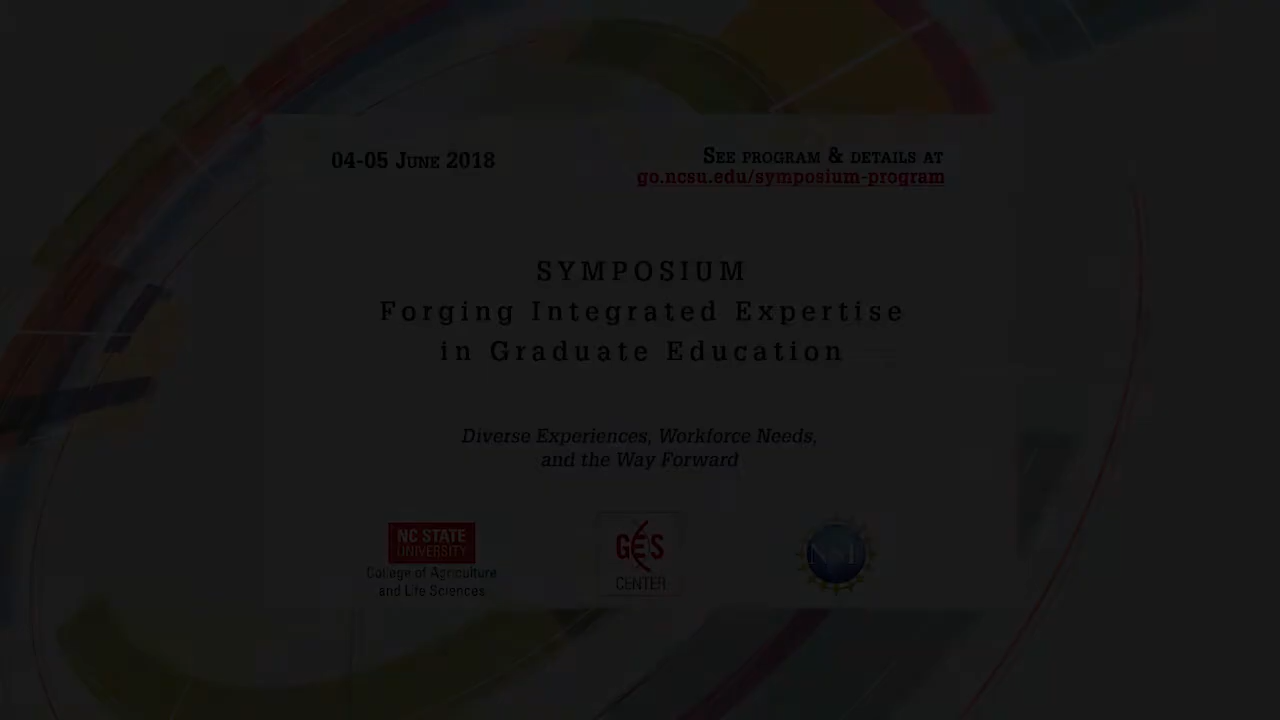 04-05 June 2018
See program & details at
go.ncsu.edu/symposium-program
SYMPOSIUM
Forging Integrated Expertise
in Graduate Education
Diverse Experiences, Workforce Needs,
and the Way Forward
NC STATE
UNIVERSITY
College of Agriculture
and Life Sciences
GES
CENTER
NSF